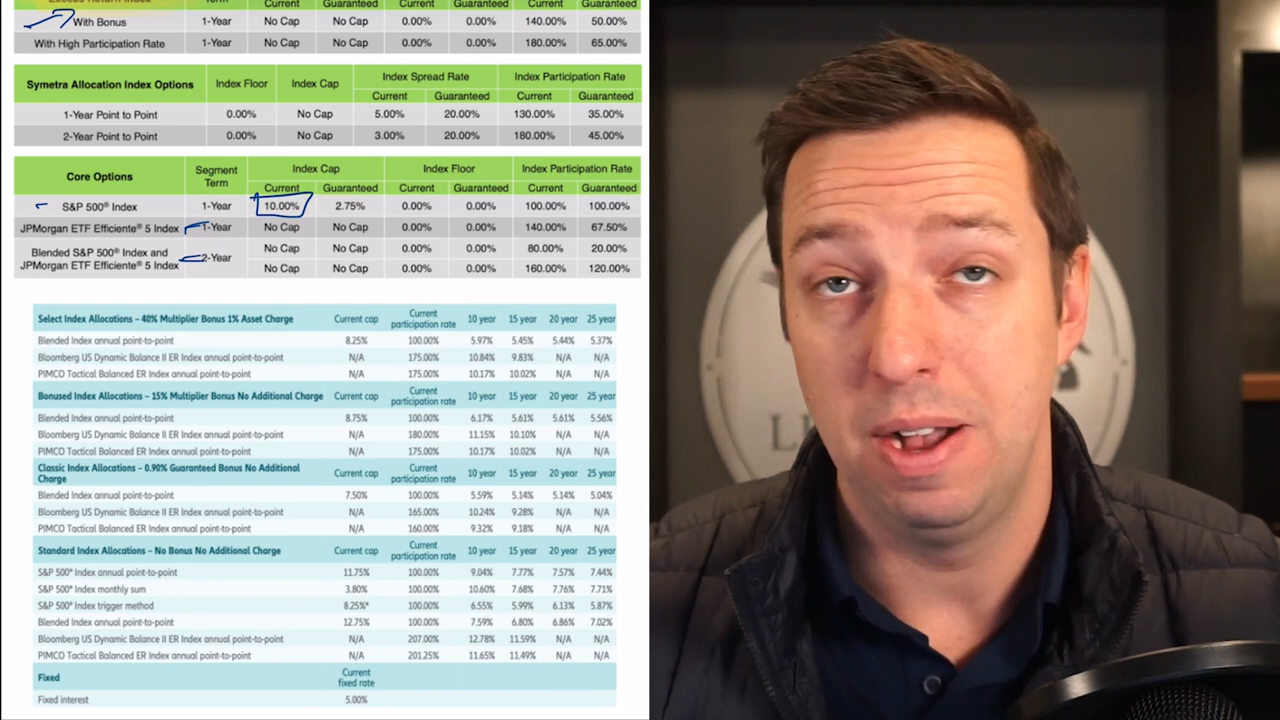 Excess Return Index Term Current Guaranteed Current Guaranteed Current Guaranteed
With Bonus 1-Year No Cap No Cap 0.00% 0.00% 140.00% 50.00%
With High Participation Rate 1-Year No Cap No Cap 0.00% 0.00% 180.00% 65.00%
Symetra Allocation Index Options Index Floor Index Cap Index Spread Rate Index Participation Rate
Current Guaranteed Current Guaranteed
1-Year Point to Point 0.00% No Cap 5.00% 20.00% 130.00% 35.00%
2-Year Point to Point 0.00% No Cap 3.00% 20.00% 180.00% 45.00%
Core Options Segment Term Index Cap Index Floor Index Participation Rate
Current Guaranteed Current Guaranteed Current Guaranteed
S&P 500® Index 1-Year 10.00% 2.75% 0.00% 0.00% 100.00% 100.00%
JPMorgan ETF Efficiente® 5 Index 1-Year No Cap No Cap 0.00% 0.00% 140.00% 67.50%
Blended S&P 500® Index and JPMorgan ETF Efficiente® 5 Index 2-Year No Cap No Cap 0.00% 0.00% 80.00% 20.00%
No Cap No Cap 0.00% 0.00% 160.00% 120.00%
Select Index Allocations – 40% Multiplier Bonus 1% Asset Charge Current cap Current participation rate 10 year 15 year 20 year 25 year
Blended Index annual point-to-point 8.25% 100.00% 5.97% 5.45% 5.44% 5.37%
Bloomberg US Dynamic Balance II ER Index annual point-to-point N/A 175.00% 10.84% 9.83% N/A N/A
PIMCO Tactical Balanced ER Index annual point-to-point N/A 175.00% 10.17% 10.02% N/A N/A
Bonused Index Allocations – 15% Multiplier Bonus No Additional Charge Current cap Current participation rate 10 year 15 year 20 year 25 year
Blended Index annual point-to-point 8.75% 100.00% 6.17% 5.61% 5.61% 5.56%
Bloomberg US Dynamic Balance II ER Index annual point-to-point N/A 180.00% 11.15% 10.10% N/A N/A
PIMCO Tactical Balanced ER Index annual point-to-point N/A 175.00% 10.17% 10.02% N/A N/A
Classic Index Allocations – 0.90% Guaranteed Bonus No Additional Charge Current cap Current participation rate 10 year 15 year 20 year 25 year
Blended Index annual point-to-point 7.50% 100.00% 5.59% 5.14% 5.14% 5.04%
Bloomberg US Dynamic Balance II ER Index annual point-to-point N/A 165.00% 10.24% 9.28% N/A N/A
PIMCO Tactical Balanced ER Index annual point-to-point N/A 160.00% 9.32% 9.18% N/A N/A
Standard Index Allocations – No Bonus No Additional Charge Current cap Current participation rate 10 year 15 year 20 year 25 year
S&P 500® Index annual point-to-point 11.75% 100.00% 9.04% 7.77% 7.57% 7.44%
S&P 500® Index monthly sum 3.80% 100.00% 10.60% 7.68% 7.76% 7.71%
S&P 500® Index trigger method 8.25%* 100.00% 6.55% 5.99% 6.13% 5.87%
Blended Index annual point-to-point 12.75% 100.00% 7.59% 6.80% 6.86% 7.02%
Bloomberg US Dynamic Balance II ER Index annual point-to-point N/A 207.00% 12.78% 11.59% N/A N/A
PIMCO Tactical Balanced ER Index annual point-to-point N/A 201.25% 11.65% 11.49% N/A N/A
Fixed Current fixed rate
Fixed interest 5.00%